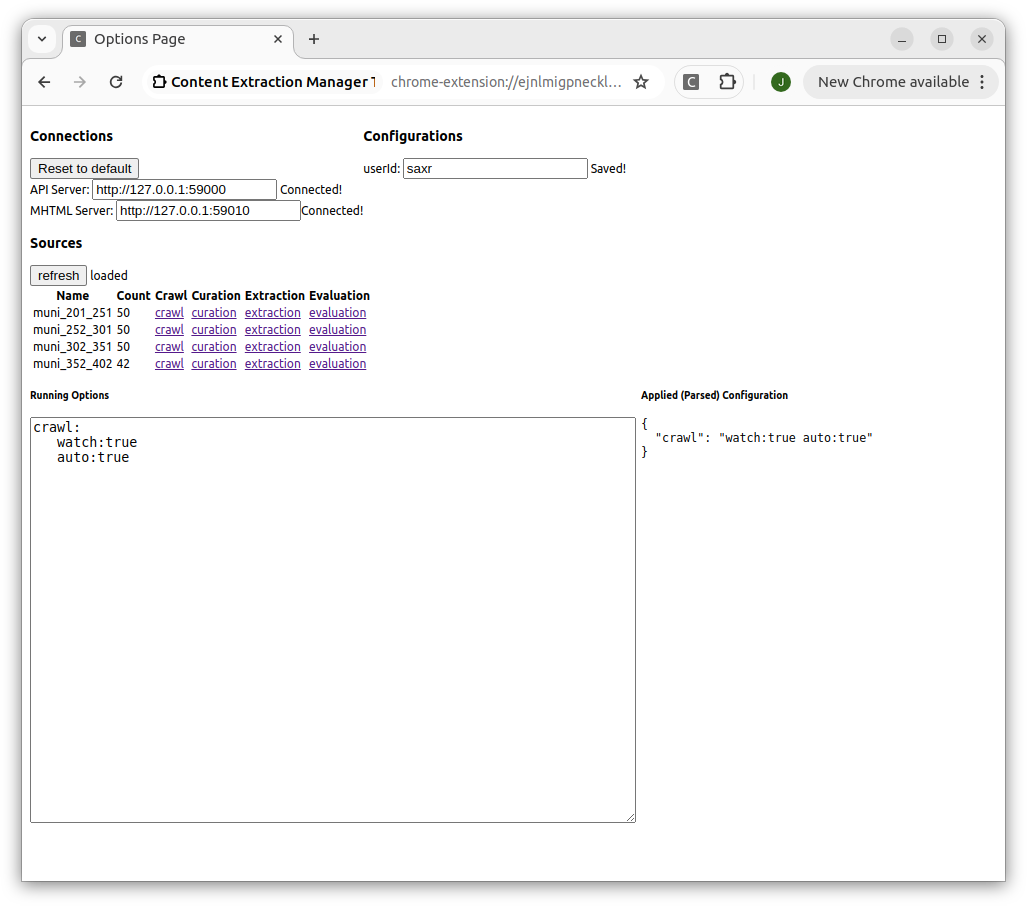 C Options Page
Content Extraction Manager chrome-extension://ejnlmigpneckl... C J New Chrome available
Connections
Configurations
Reset to default
userId: saxr Saved!
API Server: http://127.0.0.1:59000 Connected!
MHTML Server: http://127.0.0.1:59010 Connected!
Sources
refresh loaded
Name Count Crawl Curation Extraction Evaluation
muni_201_251 50 crawl curation extraction evaluation
muni_252_301 50 crawl curation extraction evaluation
muni_302_351 50 crawl curation extraction evaluation
muni_352_402 42 crawl curation extraction evaluation
Running Options
crawl:
   watch:true
   auto:true
Applied (Parsed) Configuration
{
  "crawl": "watch:true auto:true"
}